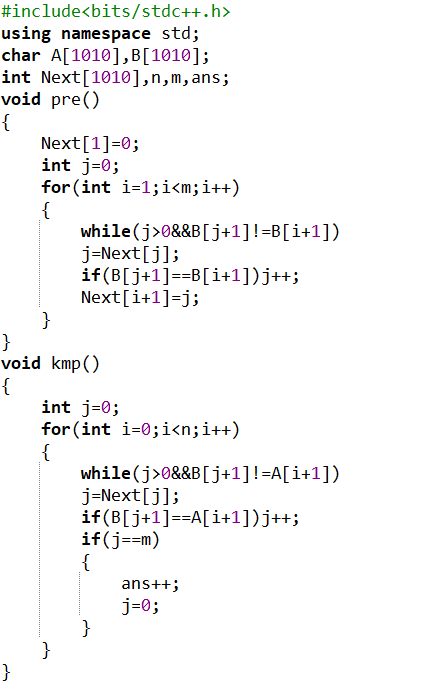 #include<bits/stdc++.h>
using namespace std;
char A[1010],B[1010];
int Next[1010],n,m,ans;
void pre()
{
    Next[1]=0;
    int j=0;
    for(int i=1;i<m;i++)
    {
        while(j>0&&B[j+1]!=B[i+1])
        j=Next[j];
        if(B[j+1]==B[i+1])j++;
        Next[i+1]=j;
    }
}
void kmp()
{
    int j=0;
    for(int i=0;i<n;i++)
    {
        while(j>0&&B[j+1]!=A[i+1])
        j=Next[j];
        if(B[j+1]==A[i+1])j++;
        if(j==m)
        {
            ans++;
            j=0;
        }
    }
}